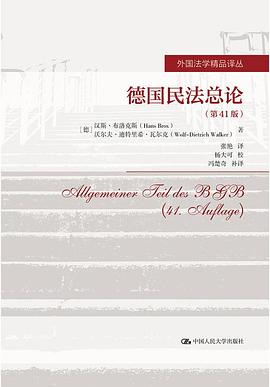 外国法学精品译丛
德国民法总论
(第41版)
[德] 汉斯·布洛克斯(Hans Brox)
沃尔夫·迪特里希·瓦尔克(Wolf-Dietrich Walker) 著
张艳 译
杨大可 校
冯楚奇 补译
Allgemeiner Teil des BGB
(41. Auflage)
中国人民大学出版社